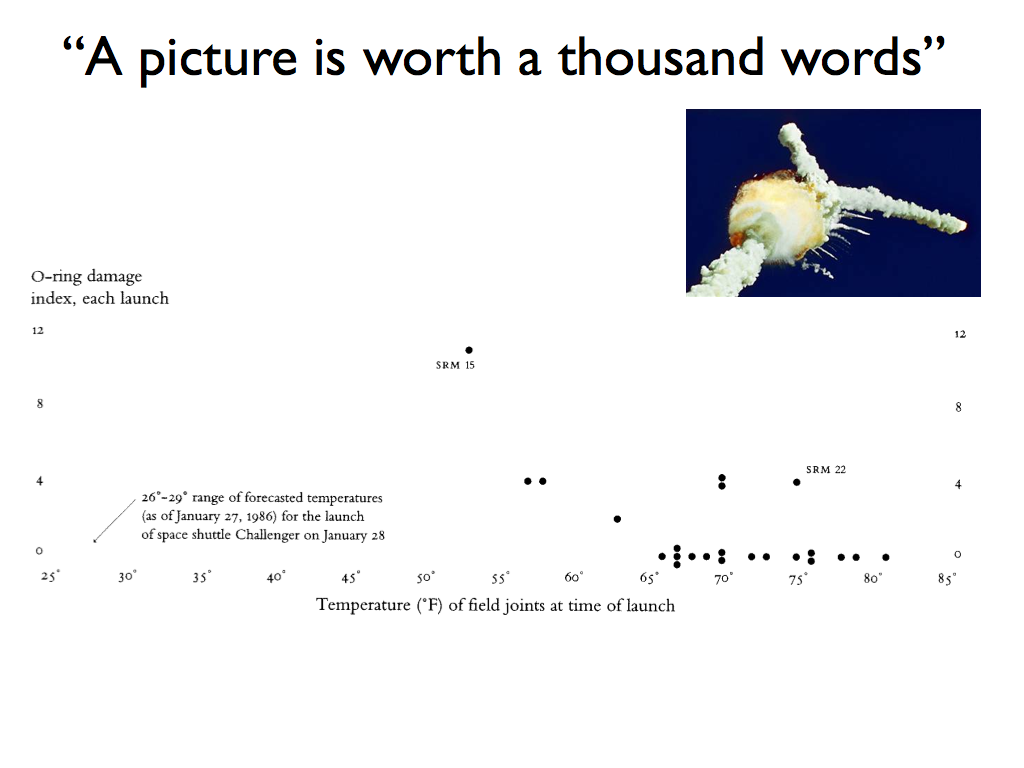 “A picture is worth a thousand words”
O-ring damage
index, each launch
12
12
SRM 15
8
8
SRM 22
4
4
26°-29° range of forecasted temperatures
(as of January 27, 1986) for the launch
of space shuttle Challenger on January 28
0
0
25° 30° 35° 40° 45° 50° 55° 60° 65° 70° 75° 80° 85°
Temperature (°F) of field joints at time of launch